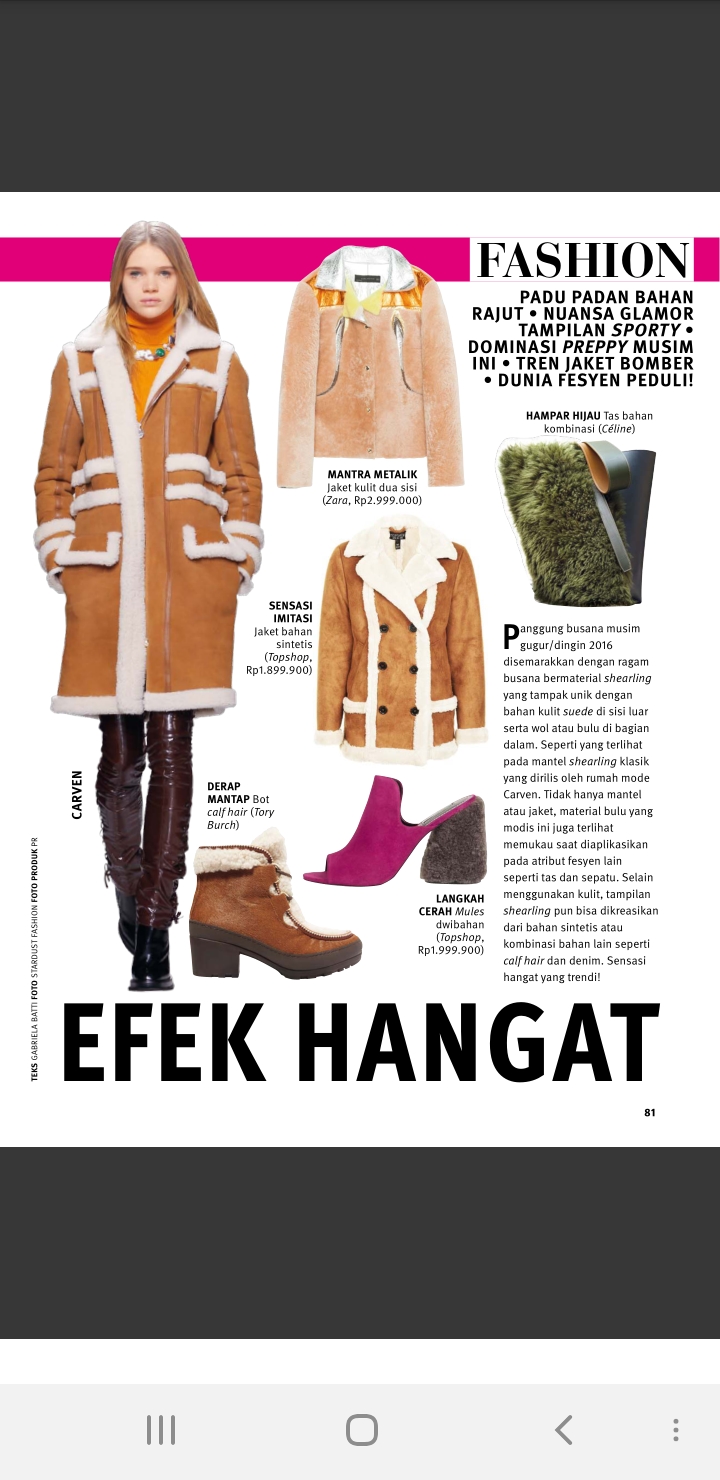 FASHION
PADU PADAN BAHAN
RAJUT • NUANSA GLAMOR
TAMPILAN SPORTY •
DOMINASI PREPPY MUSIM
INI • TREN JAKET BOMBER
• DUNIA FESYEN PEDULI!
HAMPAR HIJAU Tas bahan
kombinasi (Céline)
MANTRA METALIK
Jaket kulit dua sisi
(Zara, Rp2.999.000)
SENSASI
IMITASI
Jaket bahan
sintetis
(Topshop,
Rp1.899.900)
CARVEN
DERAP
MANTAP Bot
calf hair (Tory
Burch)
LANGKAH
CERAH Mules
dwibahan
(Topshop,
Rp1.999.900)
Panggung busana musim
gugur/dingin 2016
disemarakkan dengan ragam
busana bermaterial shearling
yang tampak unik dengan
bahan kulit suede di sisi luar
serta wol atau bulu di bagian
dalam. Seperti yang terlihat
pada mantel shearling klasik
yang dirilis oleh rumah mode
Carven. Tidak hanya mantel
atau jaket, material bulu yang
modis ini juga terlihat
memukau saat diaplikasikan
pada atribut fesyen lain
seperti tas dan sepatu. Selain
menggunakan kulit, tampilan
shearling pun bisa dikreasikan
dari bahan sintetis atau
kombinasi bahan lain seperti
calf hair dan denim. Sensasi
hangat yang trendi!
TEKS GABRIELA BATTI FOTO STARDUST FASHION FOTO PRODUK PR
EFEK HANGAT
81